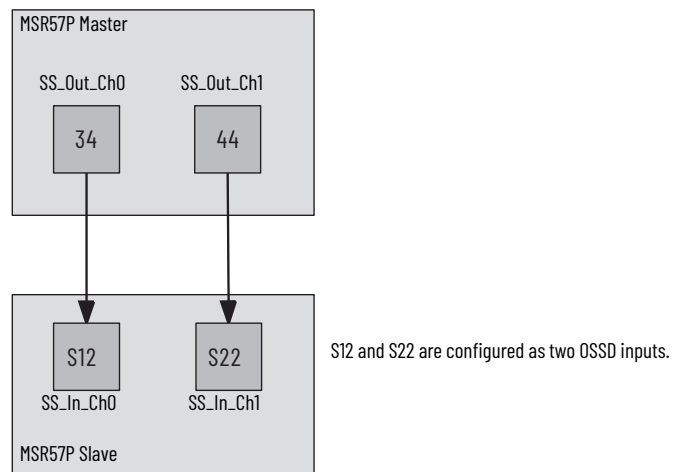 MSR57P Master
SS_Out_Ch0 SS_Out_Ch1
34 44
S12 S22
S12 and S22 are configured as two OSSD inputs.
SS_In_Ch0 SS_In_Ch1
MSR57P Slave